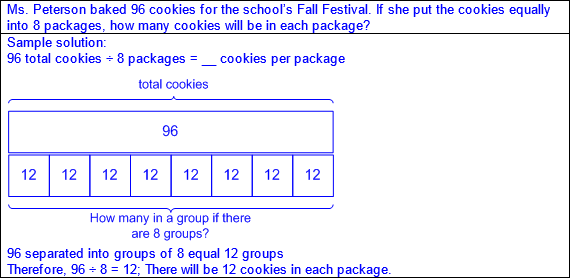 Ms. Peterson baked 96 cookies for the school's Fall Festival. If she put the cookies equally
into 8 packages, how many cookies will be in each package?
Sample solution:
96 total cookies ÷ 8 packages = __ cookies per package
total cookies
96
12 12 12 12 12 12 12 12
How many in a group if there
are 8 groups?
96 separated into groups of 8 equal 12 groups
Therefore, 96 ÷ 8 = 12; There will be 12 cookies in each package.